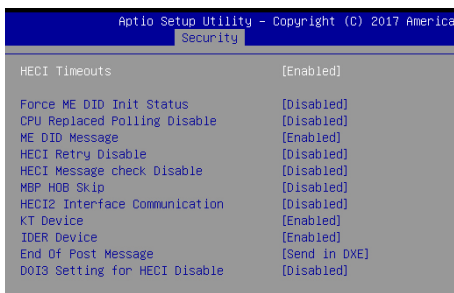 Aptio Setup Utility – Copyright (C) 2017 America
Security
HECI Timeouts [Enabled]
Force ME DID Init Status [Disabled]
CPU Replaced Polling Disable [Disabled]
ME DID Message [Enabled]
HECI Retry Disable [Disabled]
HECI Message check Disable [Disabled]
MBP HOB Skip [Disabled]
HECI2 Interface Communication [Disabled]
KT Device [Enabled]
IDER Device [Enabled]
End Of Post Message [Send in DXE]
D0I3 Setting for HECI Disable [Disabled]